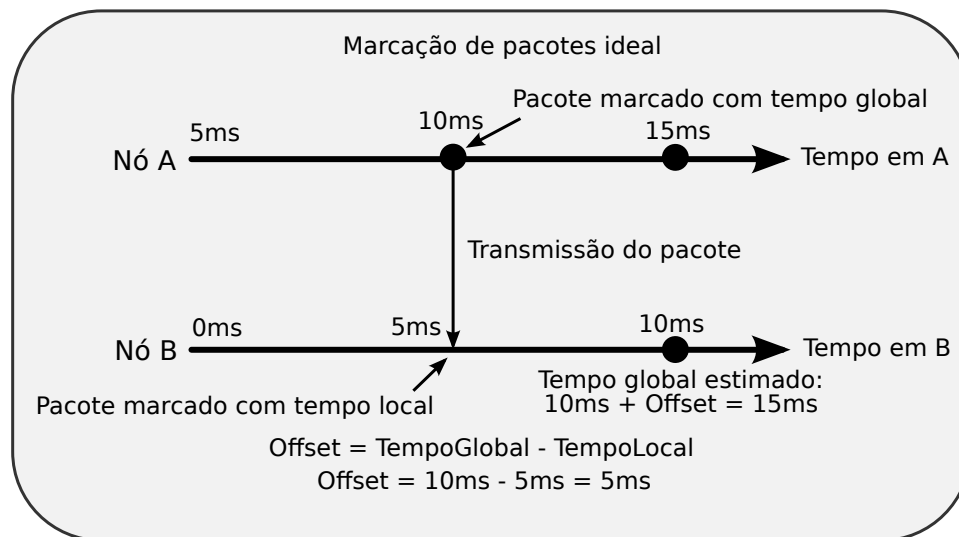 Marcação de pacotes ideal
Pacote marcado com tempo global
5ms
10ms
15ms
Nó A
Tempo em A
Transmissão do pacote
0ms
5ms
10ms
Nó B
Tempo em B
Pacote marcado com tempo local
Tempo global estimado:
10ms + Offset = 15ms
Offset = TempoGlobal - TempoLocal
Offset = 10ms - 5ms = 5ms